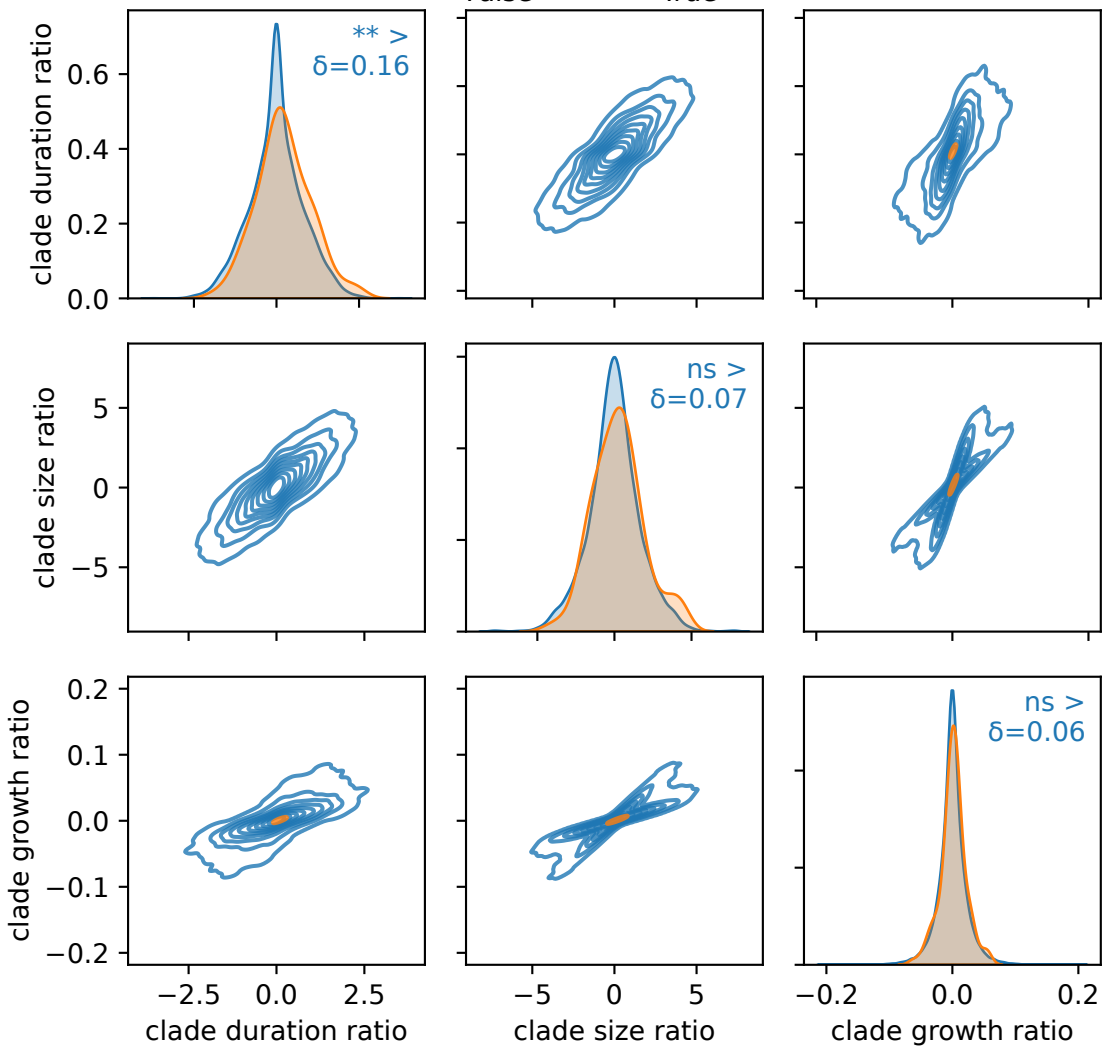 clade duration ratio
0.6
0.4
0.2
0.0
** >
δ=0.16
clade size ratio
5
0
−5
ns >
δ=0.07
clade growth ratio
0.2
0.1
0.0
−0.1
−0.2
ns >
δ=0.06
−2.5 0.0 2.5
−5 0 5
−0.2 0.0 0.2
clade duration ratio
clade size ratio
clade growth ratio